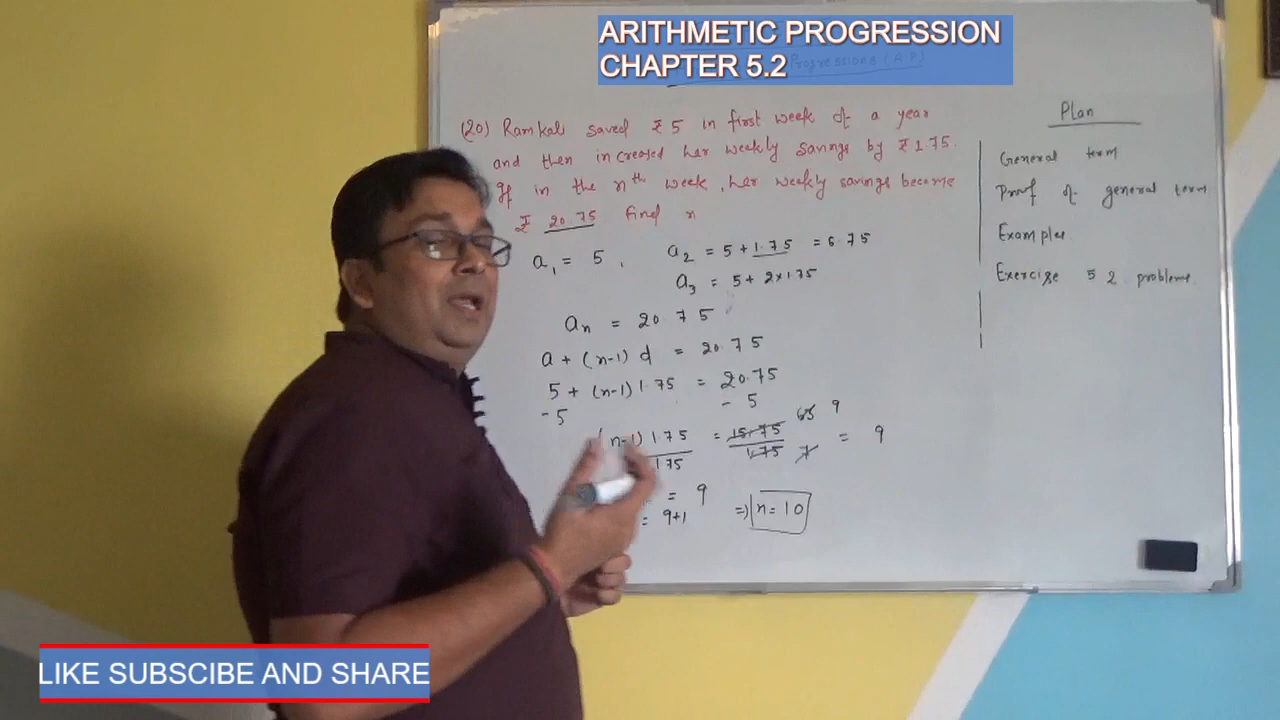 ARITHMETIC PROGRESSION
CHAPTER 5.2
Progressions (A.P)
(20) Ramkali saved ₹ 5 in first week of a year
and then increased her weekly savings by ₹ 1.75.
If in the nth week, her weekly savings become
₹ 20.75 find n
a₁ = 5, a₂ = 5 + 1.75 = 6.75
a₃ = 5 + 2×1.75
aₙ = 20.75
a + (n-1) d = 20.75
5 + (n-1) 1.75 = 20.75
-5 - 5
(n-1) 1.75 = 15.75 63 9
1.75 1.75 7 = 9
= 9
= 9+1 => n = 10
Plan
General term
Proof of general term
Examples
Exercise 5.2 problems
LIKE SUBSCIBE AND SHARE